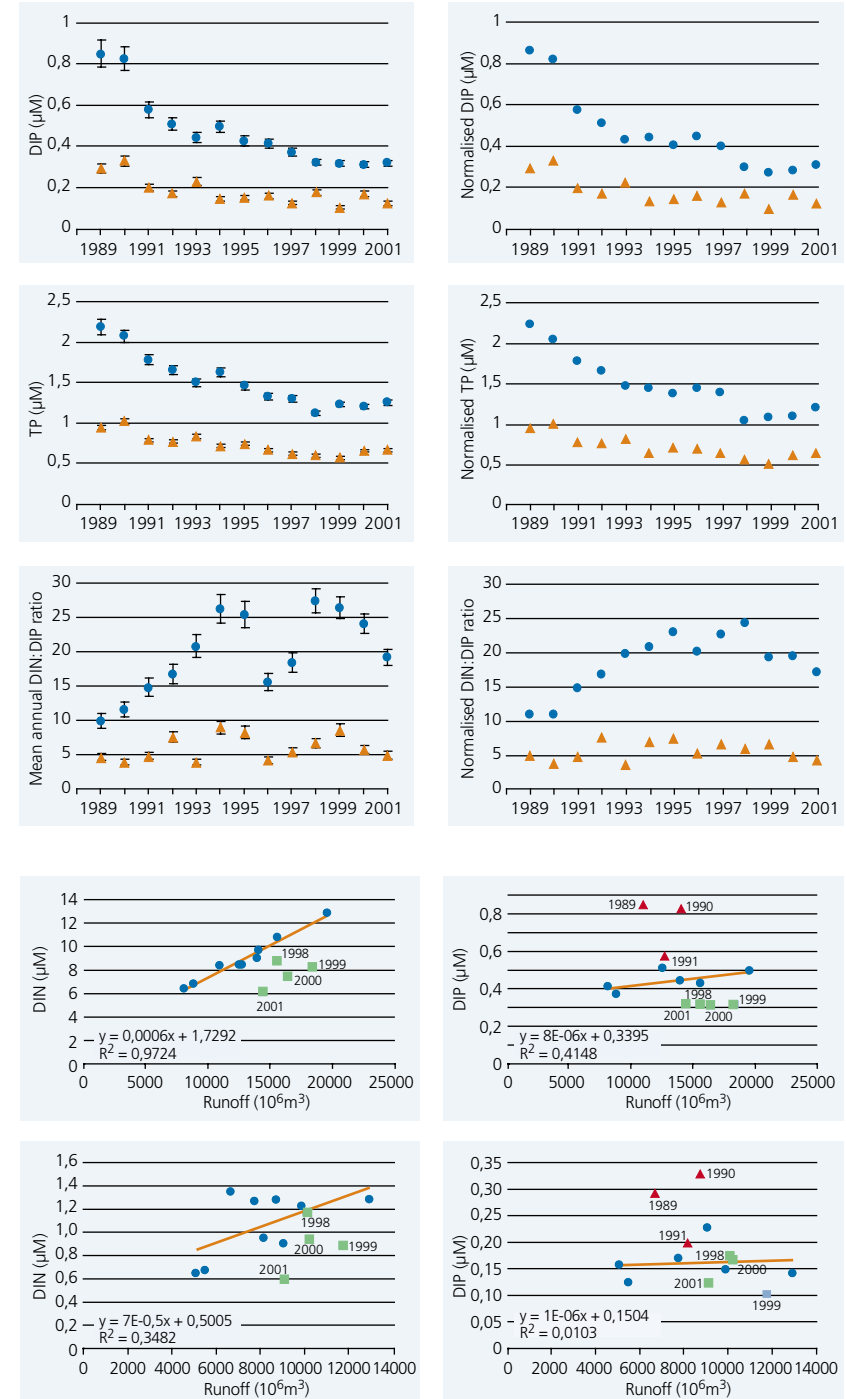 DIP (µM)
1
0,8
0,6
0,4
0,2
0
1989 1991 1993 1995 1997 1999 2001
Normalised DIP (µM)
1
0,8
0,6
0,4
0,2
0
1989 1991 1993 1995 1997 1999 2001
TP (µM)
2,5
2
1,5
1
0,5
0
1989 1991 1993 1995 1997 1999 2001
Normalised TP (µM)
2,5
2
1,5
1
0,5
0
1989 1991 1993 1995 1997 1999 2001
Mean annual DIN:DIP ratio
30
25
20
15
10
5
0
1989 1991 1993 1995 1997 1999 2001
Normalised DIN:DIP ratio
30
25
20
15
10
5
0
1989 1991 1993 1995 1997 1999 2001
DIN (µM)
14
12
10
8
6
4
2
0
1998
1999
2000
2001
y = 0,0006x + 1,7292
R² = 0,9724
0 5000 10000 15000 20000 25000
Runoff (10⁶m³)
DIP (µM)
0,8
0,6
0,4
0,2
0
1989
1990
1991
1998
2001 2000 1999
y = 8E-06x + 0,3395
R² = 0,4148
0 5000 10000 15000 20000 25000
Runoff (10⁶m³)
DIN (µM)
1,6
1,4
1,2
1,0
0,8
0,6
0,4
0,2
0
1998
2000 1999
2001
y = 7E-0,5x + 0,5005
R² = 0,3482
0 2000 4000 6000 8000 10000 12000 14000
Runoff (10⁶m³)
DIP (µM)
0,35
0,30
0,25
0,20
0,15
0,10
0,05
0
1990
1989
1991
1998
2000
2001
1999
y = 1E-06x + 0,1504
R² = 0,0103
0 2000 4000 6000 8000 10000 12000 14000
Runoff (10⁶m³)